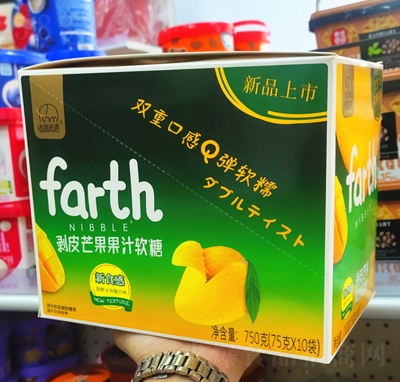 新品上市
双重口感Q弹软糯
ダブルテイスト
farth
NIBBLE
剥皮芒果果汁软糖
新食感
NEW TEXTURE
净含量: 750克(75克X10袋)